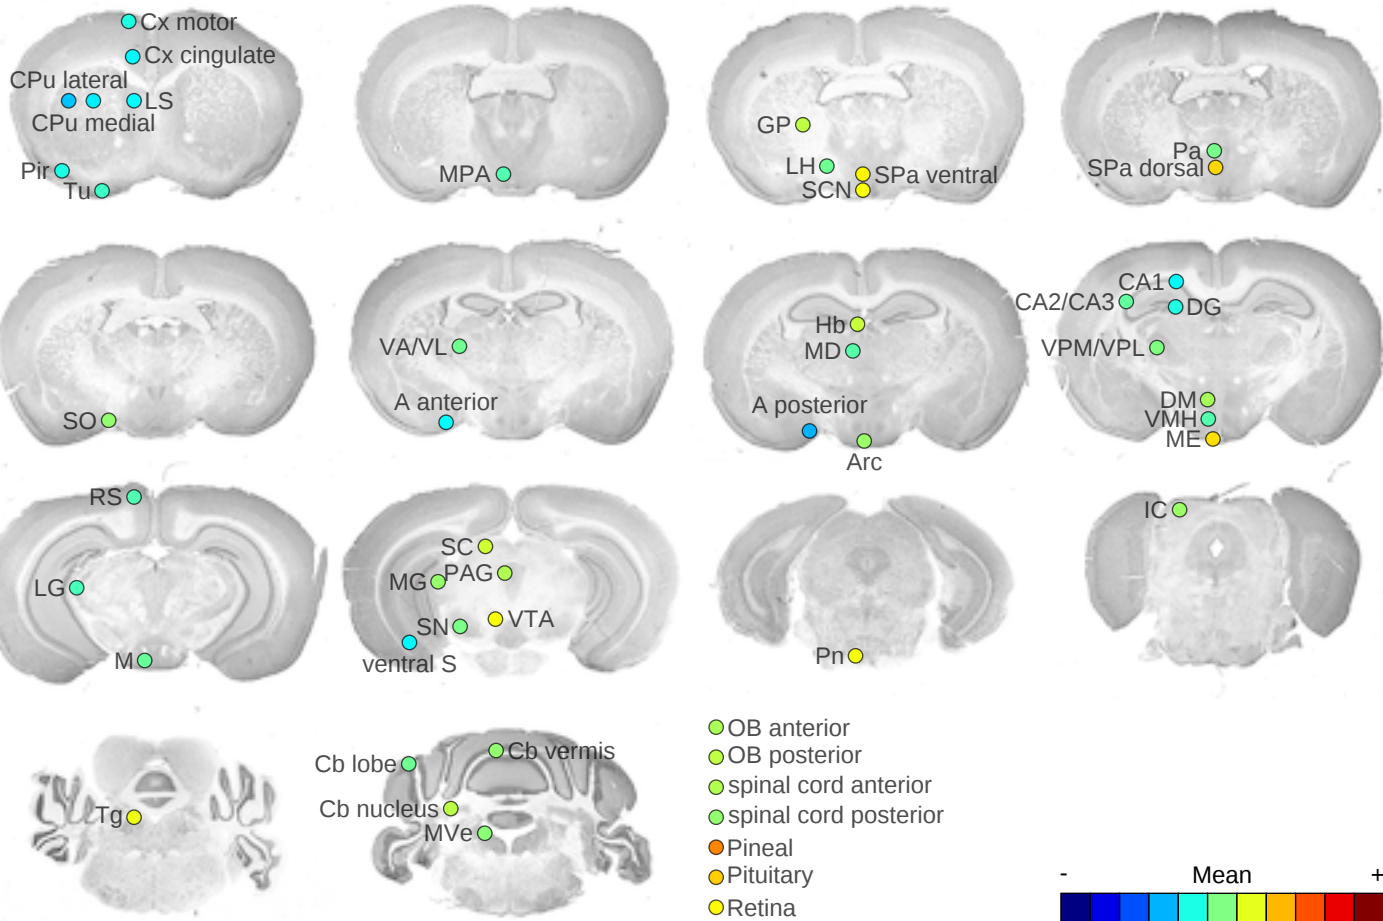 Cx motor
Cx cingulate
CPu lateral
LS
CPu medial
Pir
Tu
MPA
GP
LH
SPa ventral
SCN
Pa
SPa dorsal
SO
VA/VL
A anterior
Hb
MD
A posterior
Arc
CA1
CA2/CA3
DG
VPM/VPL
DM
VMH
ME
RS
LG
M
SC
PAG
MG
VTA
SN
ventral S
Pn
IC
Tg
Cb vermis
Cb lobe
Cb nucleus
MVe
OB anterior
OB posterior
spinal cord anterior
spinal cord posterior
Pineal
Pituitary
Retina
- Mean +